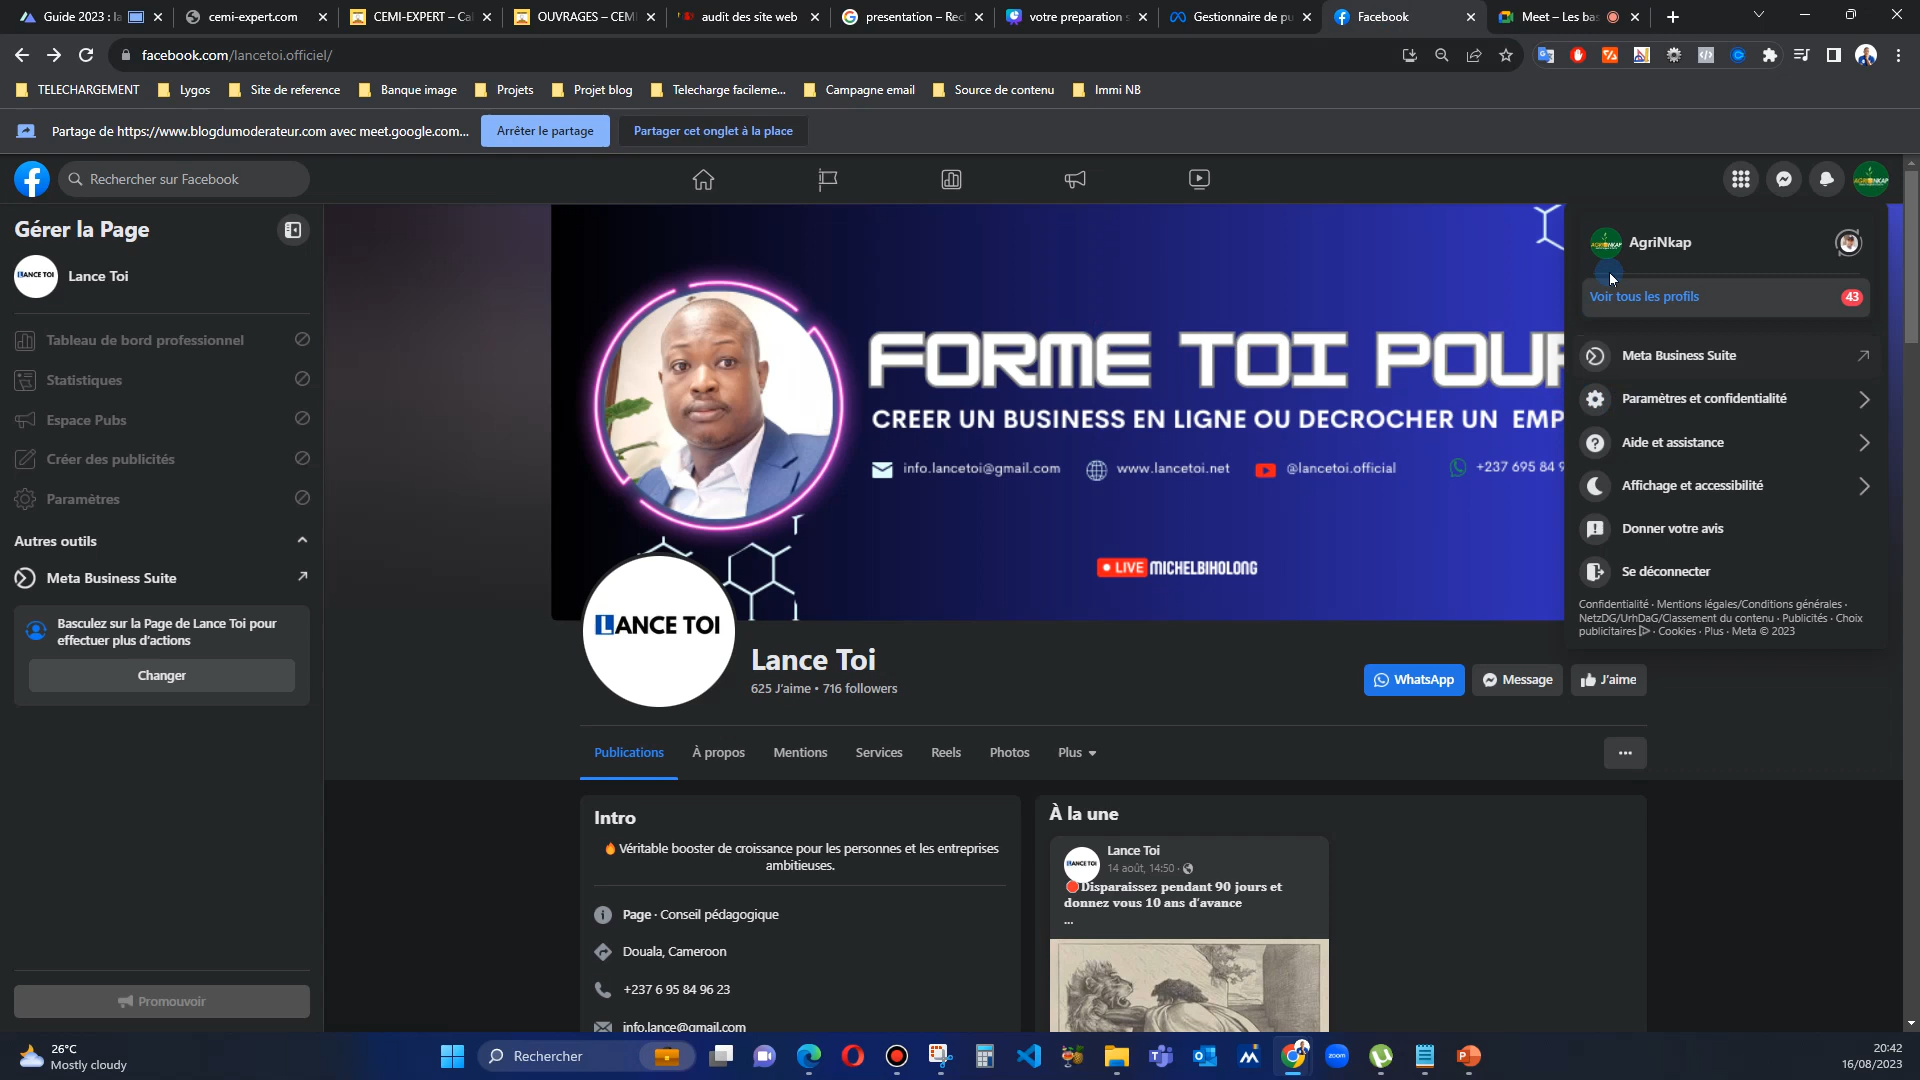 Guide 2023 : la
cemi-expert.com
CEMI-EXPERT – Ca
OUVRAGES – CEMI
audit des site web
presentation – Rec
votre preparation s
Gestionnaire de pu
Facebook
Meet – Les bas
facebook.com/lancetoi.officiel/
TELECHARGEMENT
Lygos
Site de reference
Banque image
Projets
Projet blog
Telecharge facileme...
Campagne email
Source de contenu
Immi NB
Partage de https://www.blogdumoderateur.com avec meet.google.com...
Arrêter le partage
Partager cet onglet à la place
Rechercher sur Facebook
Gérer la Page
LANCE TOI
Lance Toi
Tableau de bord professionnel
Statistiques
Espace Pubs
Créer des publicités
Paramètres
Autres outils
Meta Business Suite
Basculez sur la Page de Lance Toi pour
effectuer plus d’actions
Changer
Promouvoir
FORME TOI POUR
CREER UN BUSINESS EN LIGNE OU DECROCHER UN EMP
info.lancetoi@gmail.com
www.lancetoi.net
@lancetoi.official
+237 695 84 9
LIVE MICHELBIHOLONG
AgriNkap
Voir tous les profils
43
Meta Business Suite
Paramètres et confidentialité
Aide et assistance
Affichage et accessibilité
Donner votre avis
Se déconnecter
Confidentialité · Mentions légales/Conditions générales ·
NetzDG/UrhDaG/Classement du contenu · Publicités · Choix
publicitaires · Cookies · Plus · Meta © 2023
LANCE TOI
Lance Toi
625 J’aime • 716 followers
WhatsApp
Message
J’aime
Publications
À propos
Mentions
Services
Reels
Photos
Plus
Intro
Véritable booster de croissance pour les personnes et les entreprises
ambitieuses.
Page · Conseil pédagogique
Douala, Cameroon
+237 6 95 84 96 23
info.lance@gmail.com
À la une
LANCE TOI
Lance Toi
14 août, 14:50 ·
Disparaissez pendant 90 jours et
donnez vous 10 ans d’avance
...
26°C
Mostly cloudy
Rechercher
zoom
20:42
16/08/2023